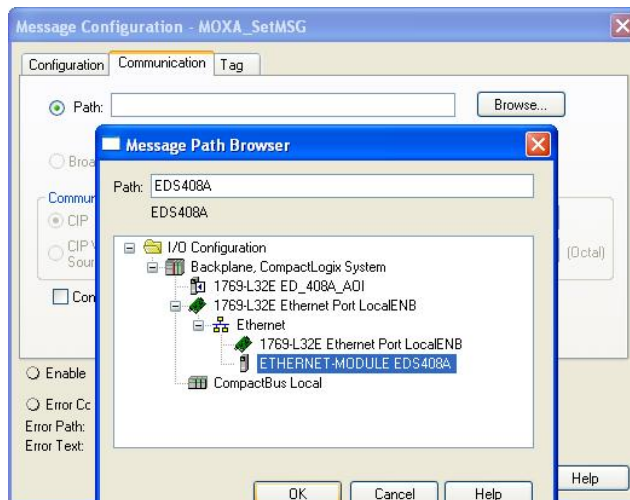 Message Configuration - MOXA_SetMSG
Configuration Communication Tag
Path: Browse...
Message Path Browser
Broa
Path: EDS408A
EDS408A
Commur
CIP
CIP V
Sour
(Octal)
Con
I/O Configuration
Backplane, CompactLogix System
1769-L32E ED_408A_AOI
1769-L32E Ethernet Port LocalENB
Ethernet
1769-L32E Ethernet Port LocalENB
ETHERNET-MODULE EDS408A
CompactBus Local
Enable
Error Cc
Error Path:
Error Text:
OK Cancel Help
Help